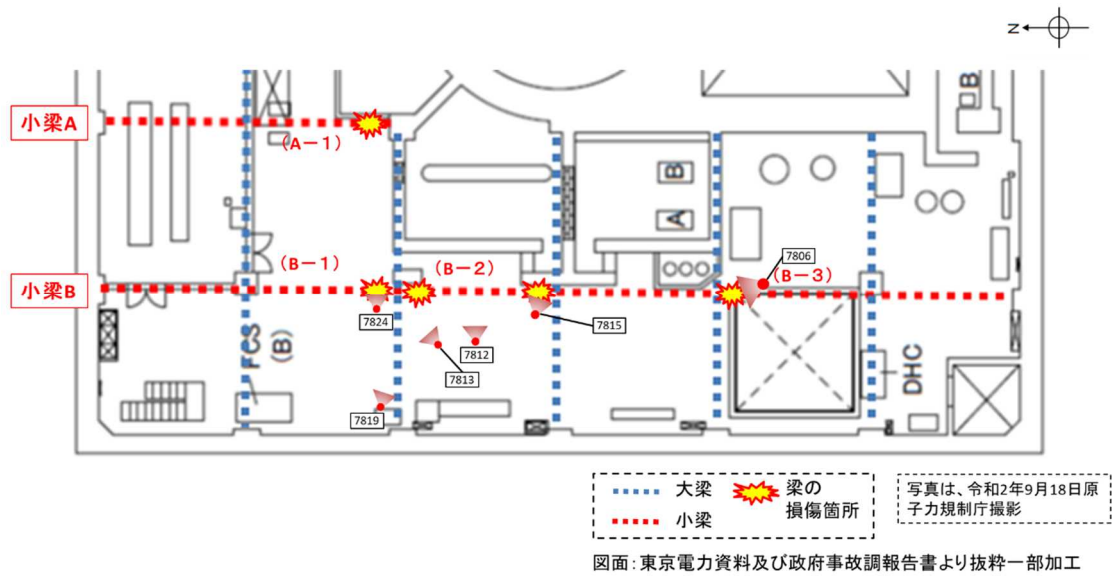 N
小梁A
(A－1)
B
B
A
7806
小梁B
(B－1)
(B－2)
(B－3)
7824
7815
7812
7813
7819
FCS
(B)
DHC
大梁
小梁
梁の
損傷箇所
写真は、令和2年9月18日原
子力規制庁撮影
図面：東京電力資料及び政府事故調報告書より抜粋一部加工